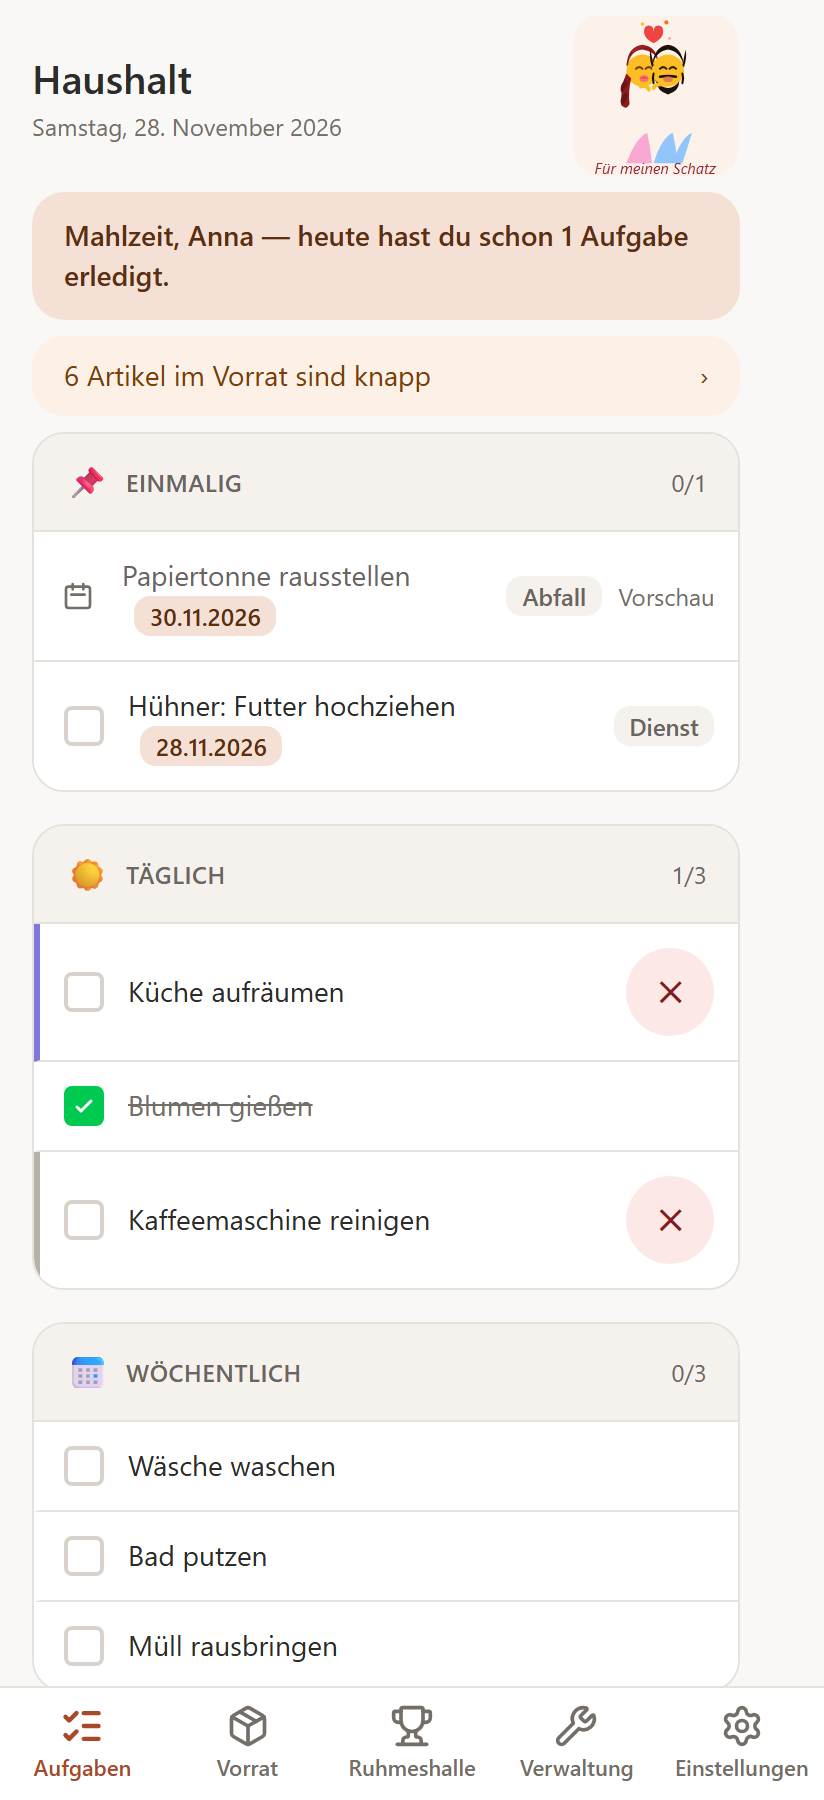 Haushalt
Samstag, 28. November 2026
Für meinen Schatz
Mahlzeit, Anna — heute hast du schon 1 Aufgabe
erledigt.
6 Artikel im Vorrat sind knapp ›
EINMALIG 0/1
Papiertonne rausstellen
30.11.2026
Abfall Vorschau
Hühner: Futter hochziehen
28.11.2026
Dienst
TÄGLICH 1/3
Küche aufräumen
Blumen gießen
Kaffeemaschine reinigen
WÖCHENTLICH 0/3
Wäsche waschen
Bad putzen
Müll rausbringen
Aufgaben Vorrat Ruhmeshalle Verwaltung Einstellungen